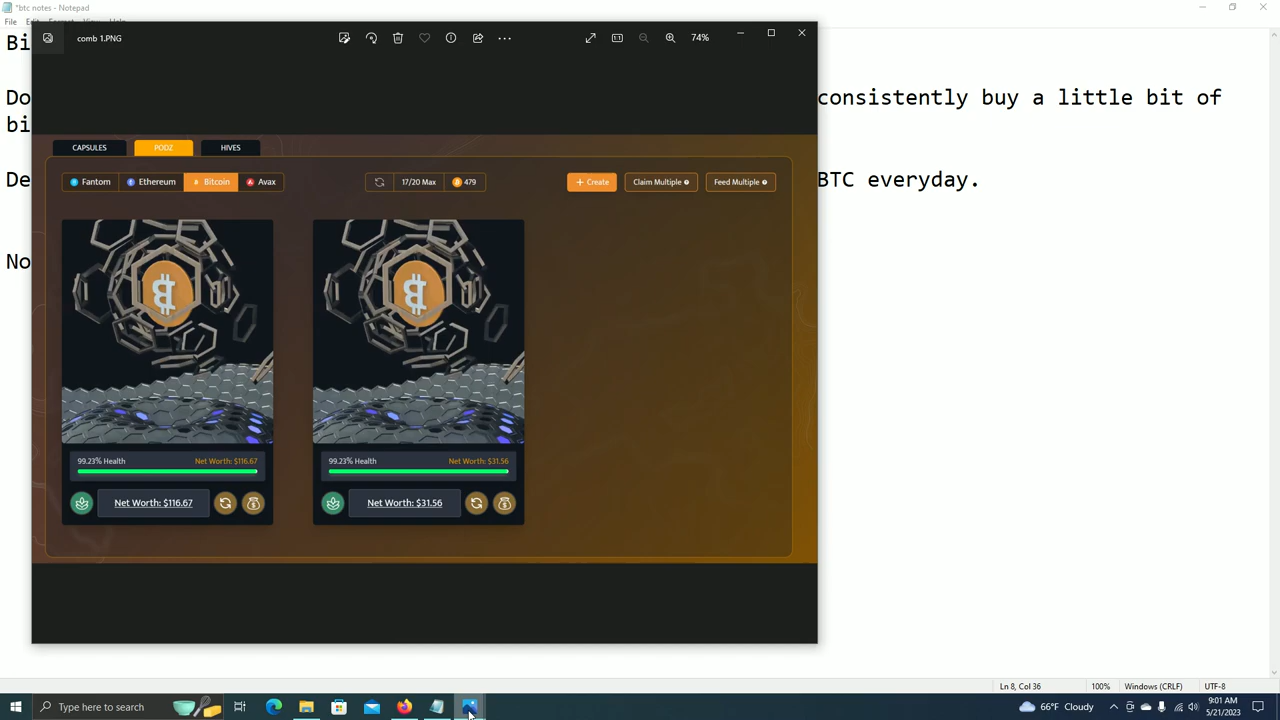 *btc notes - Notepad
File
comb 1.PNG
74%
Bi
Do
consistently buy a little bit of
bi
De
BTC everyday.
No
CAPSULES PODZ HIVES
Fantom Ethereum Bitcoin Avax 17/20 Max 479 + Create Claim Multiple Feed Multiple
99.23% Health Net Worth: $116.67
Net Worth: $116.67
99.23% Health Net Worth: $31.56
Net Worth: $31.56
Ln 8, Col 36 100% Windows (CRLF) UTF-8
Type here to search
66°F Cloudy
9:01 AM
5/21/2023